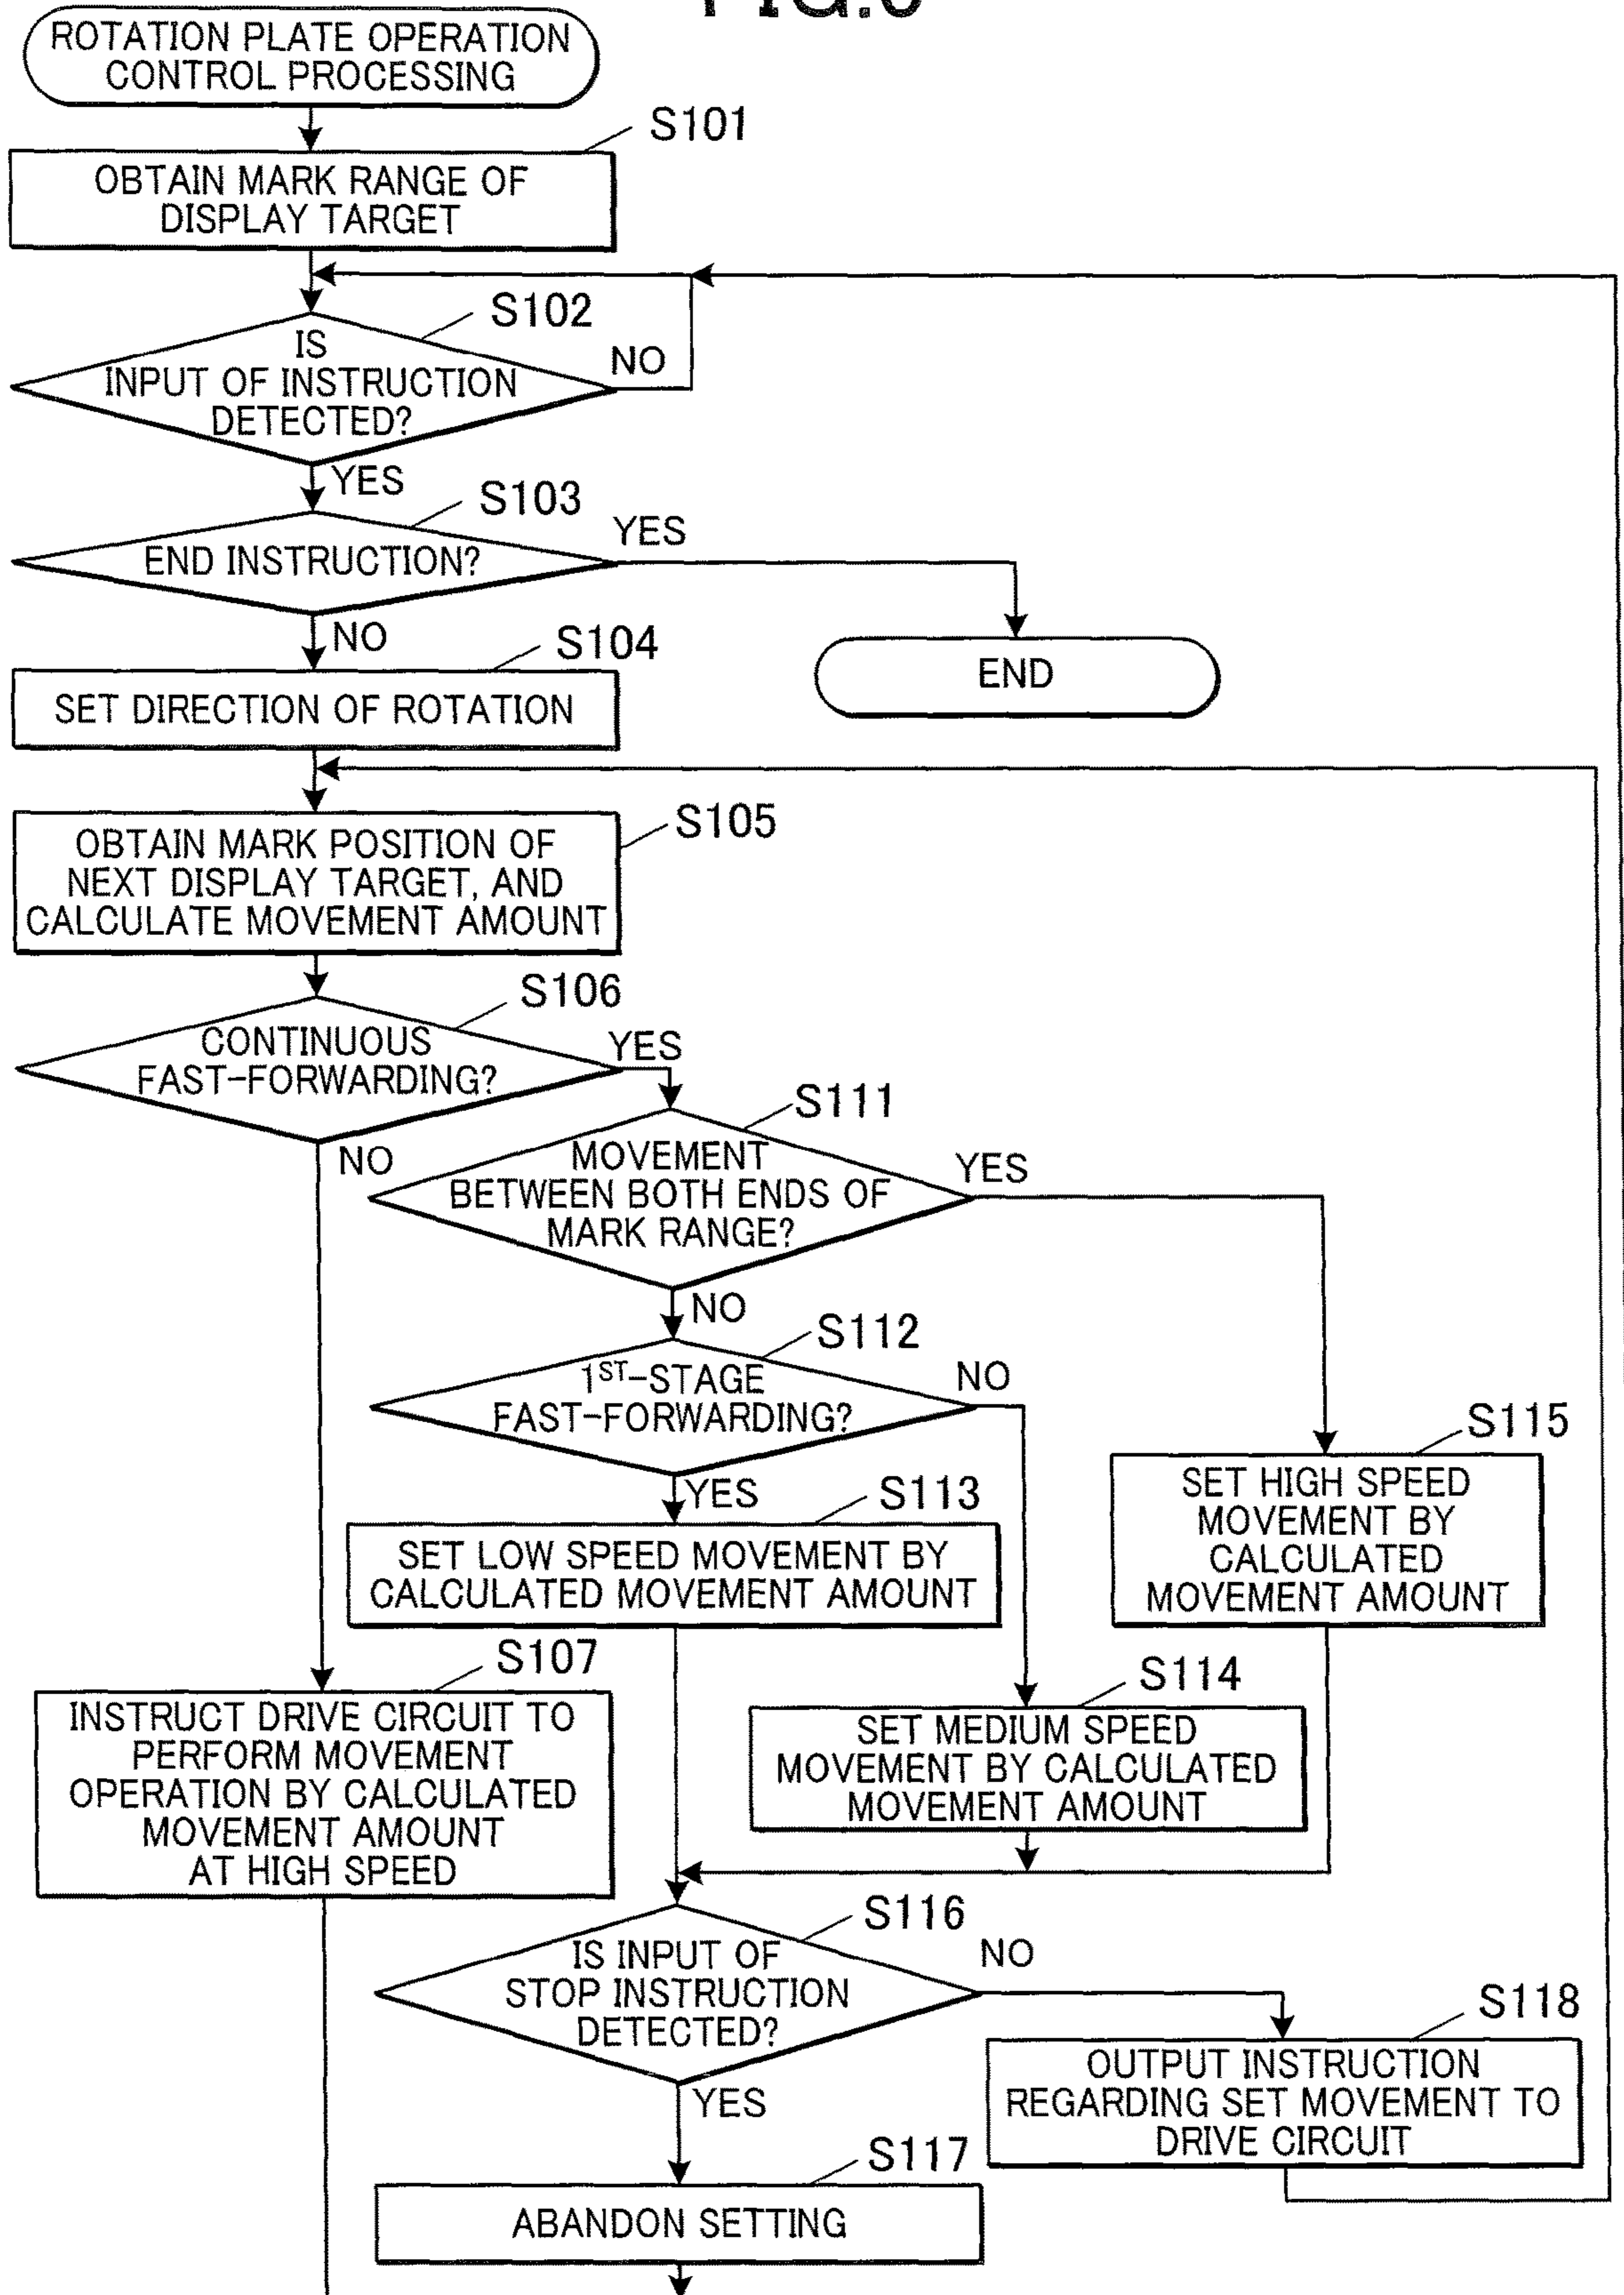 ROTATION PLATE OPERATION
CONTROL PROCESSING
S101
OBTAIN MARK RANGE OF
DISPLAY TARGET
S102
IS
INPUT OF INSTRUCTION
DETECTED?
NO
YES
S103
END INSTRUCTION?
YES
NO
END
S104
SET DIRECTION OF ROTATION
S105
OBTAIN MARK POSITION OF
NEXT DISPLAY TARGET, AND
CALCULATE MOVEMENT AMOUNT
S106
CONTINUOUS
FAST-FORWARDING?
YES
NO
S111
MOVEMENT
BETWEEN BOTH ENDS OF
MARK RANGE?
YES
NO
S112
1ST-STAGE
FAST-FORWARDING?
NO
YES
S113
SET LOW SPEED MOVEMENT BY
CALCULATED MOVEMENT AMOUNT
S115
SET HIGH SPEED
MOVEMENT BY
CALCULATED
MOVEMENT AMOUNT
S107
INSTRUCT DRIVE CIRCUIT TO
PERFORM MOVEMENT
OPERATION BY CALCULATED
MOVEMENT AMOUNT
AT HIGH SPEED
S114
SET MEDIUM SPEED
MOVEMENT BY CALCULATED
MOVEMENT AMOUNT
S116
IS INPUT OF
STOP INSTRUCTION
DETECTED?
NO
YES
S118
OUTPUT INSTRUCTION
REGARDING SET MOVEMENT TO
DRIVE CIRCUIT
S117
ABANDON SETTING